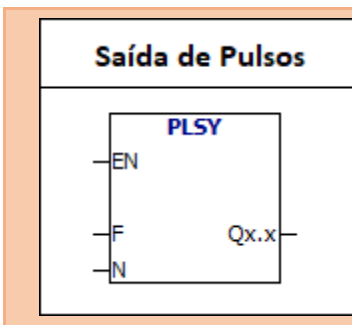 Saída de Pulsos
PLSY
EN
F Qx.x
N